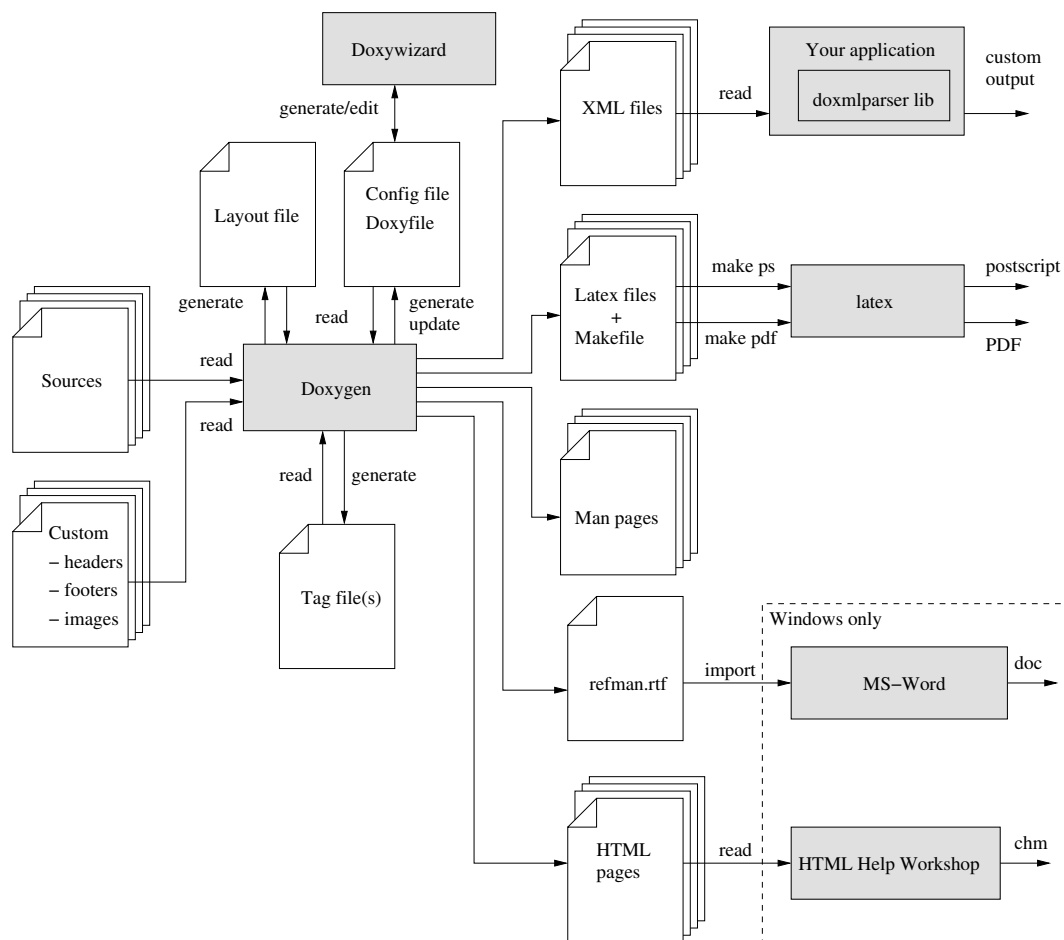 Doxywizard
generate/edit
Layout file
Config file
Doxyfile
generate
read
generate
update
Sources
read
Doxygen
read
Custom
− headers
− footers
− images
read
generate
Tag file(s)
XML files
read
Your application
doxmlparser lib
custom
output
Latex files
+
Makefile
make ps
make pdf
latex
postscript
PDF
Man pages
refman.rtf
import
Windows only
MS−Word
doc
HTML
pages
read
HTML Help Workshop
chm